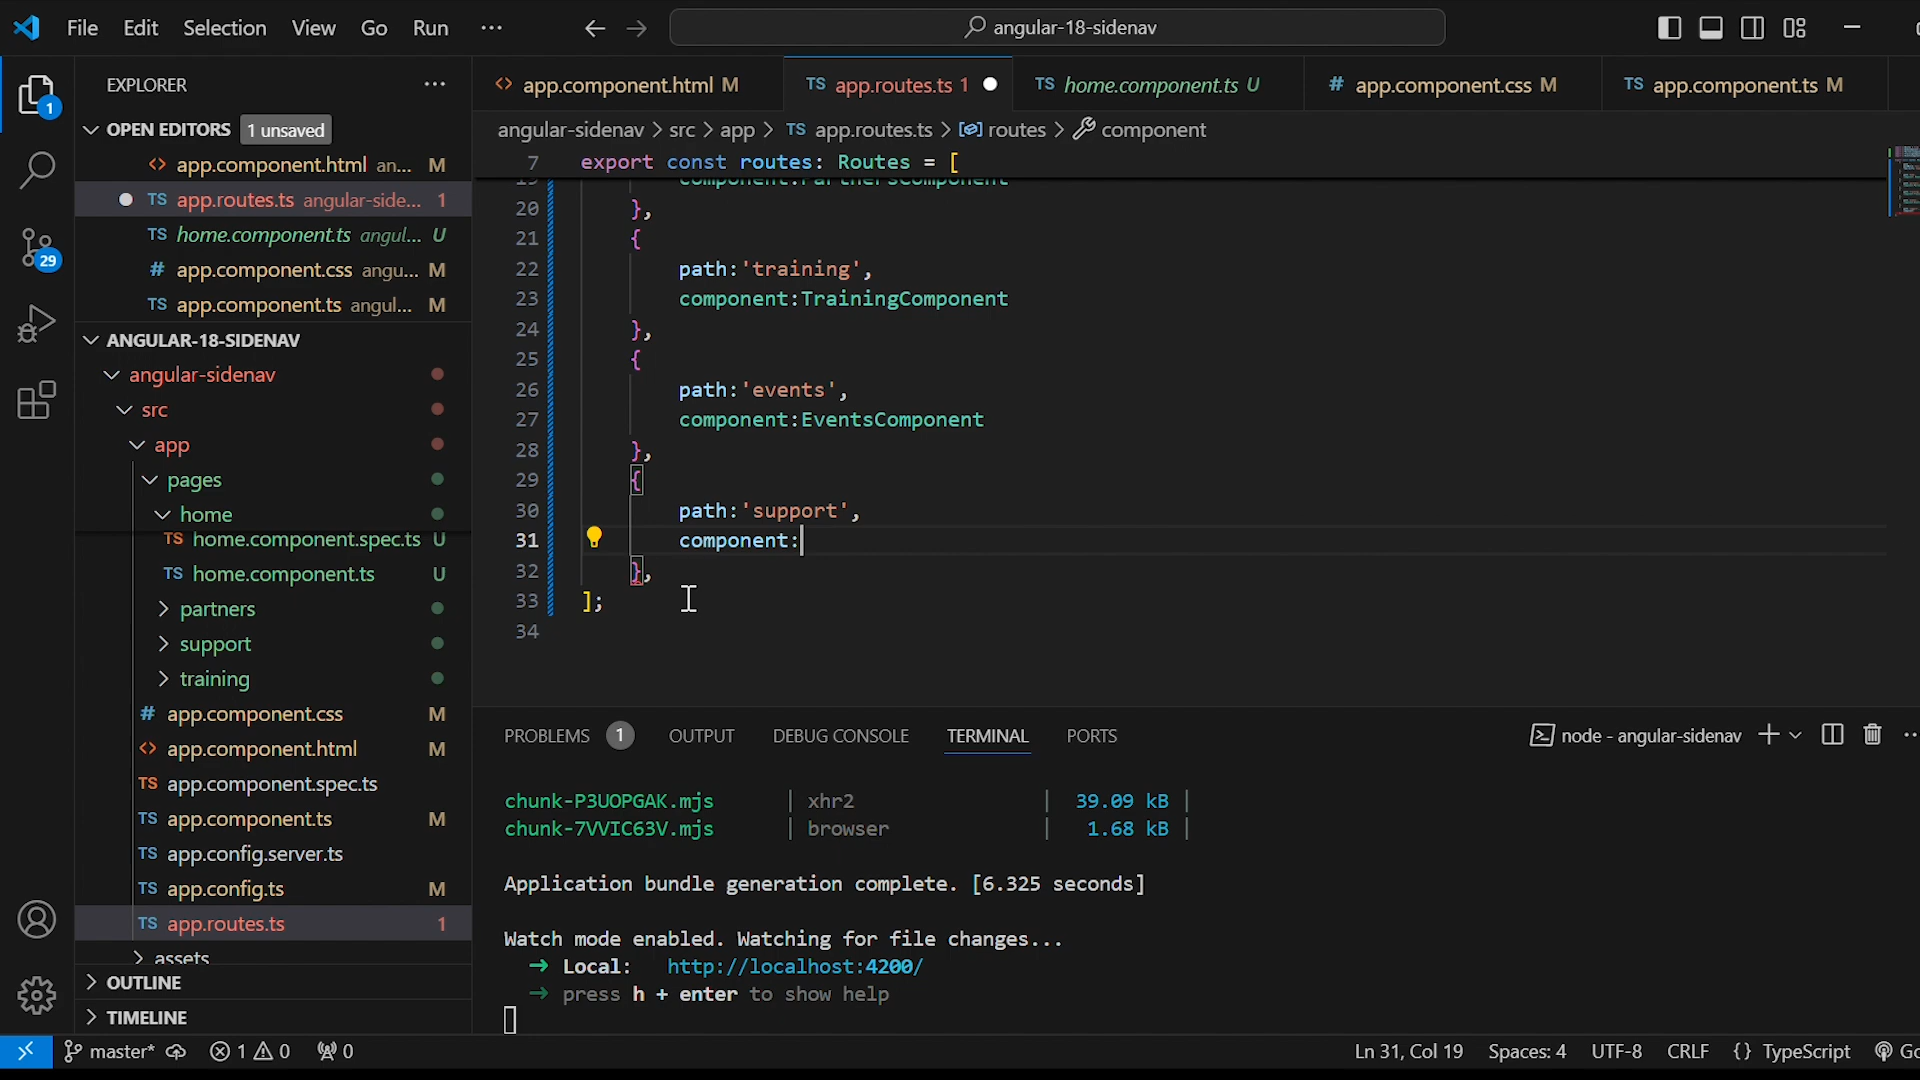 File Edit Selection View Go Run ...
angular-18-sidenav
EXPLORER
OPEN EDITORS 1 unsaved
app.component.html an... M
TS app.routes.ts angular-side... 1
TS home.component.ts angul... U
# app.component.css angu... M
TS app.component.ts angul... M
ANGULAR-18-SIDENAV
angular-sidenav
src
app
pages
home
TS home.component.spec.ts U
TS home.component.ts U
partners
support
training
# app.component.css M
<> app.component.html M
TS app.component.spec.ts
TS app.component.ts M
TS app.config.server.ts
TS app.config.ts M
TS app.routes.ts 1
assets
OUTLINE
TIMELINE
1
29
<> app.component.html M
TS app.routes.ts 1
TS home.component.ts U
# app.component.css M
TS app.component.ts M
angular-sidenav > src > app > TS app.routes.ts > routes > component
7 export const routes: Routes = [
19 component:PartnersComponent
20 },
21 {
22 path:'training',
23 component:TrainingComponent
24 },
25 {
26 path:'events',
27 component:EventsComponent
28 },
29 {
30 path:'support',
31 component:
32 },
33 ];
34
PROBLEMS 1 OUTPUT DEBUG CONSOLE TERMINAL PORTS
node - angular-sidenav
chunk-P3UOPGAK.mjs | xhr2 | 39.09 kB |
chunk-7VVIC63V.mjs | browser | 1.68 kB |
Application bundle generation complete. [6.325 seconds]
Watch mode enabled. Watching for file changes...
➜ Local: http://localhost:4200/
➜ press h + enter to show help
master* 1 0 0
Ln 31, Col 19 Spaces: 4 UTF-8 CRLF {} TypeScript Go